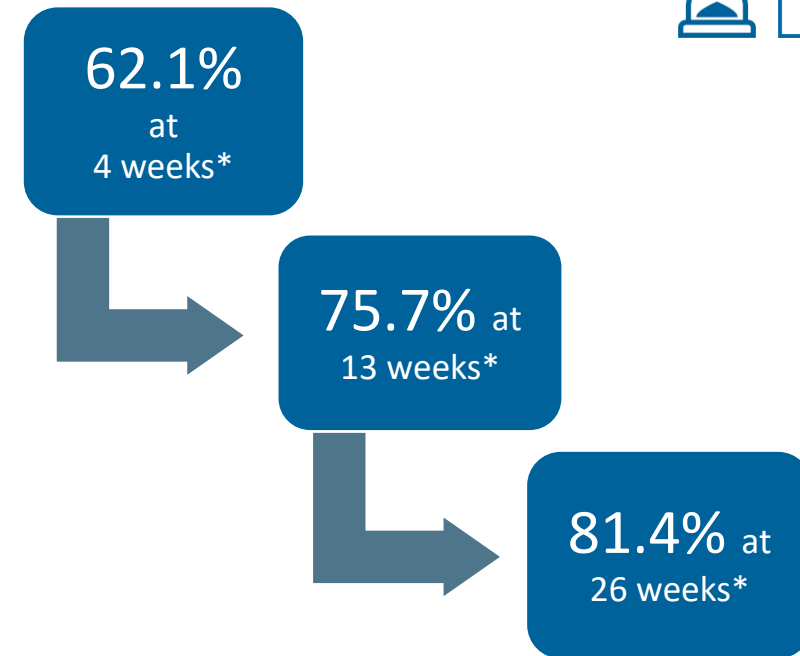 62.1%
at
4 weeks*
75.7% at
13 weeks*
81.4% at
26 weeks*